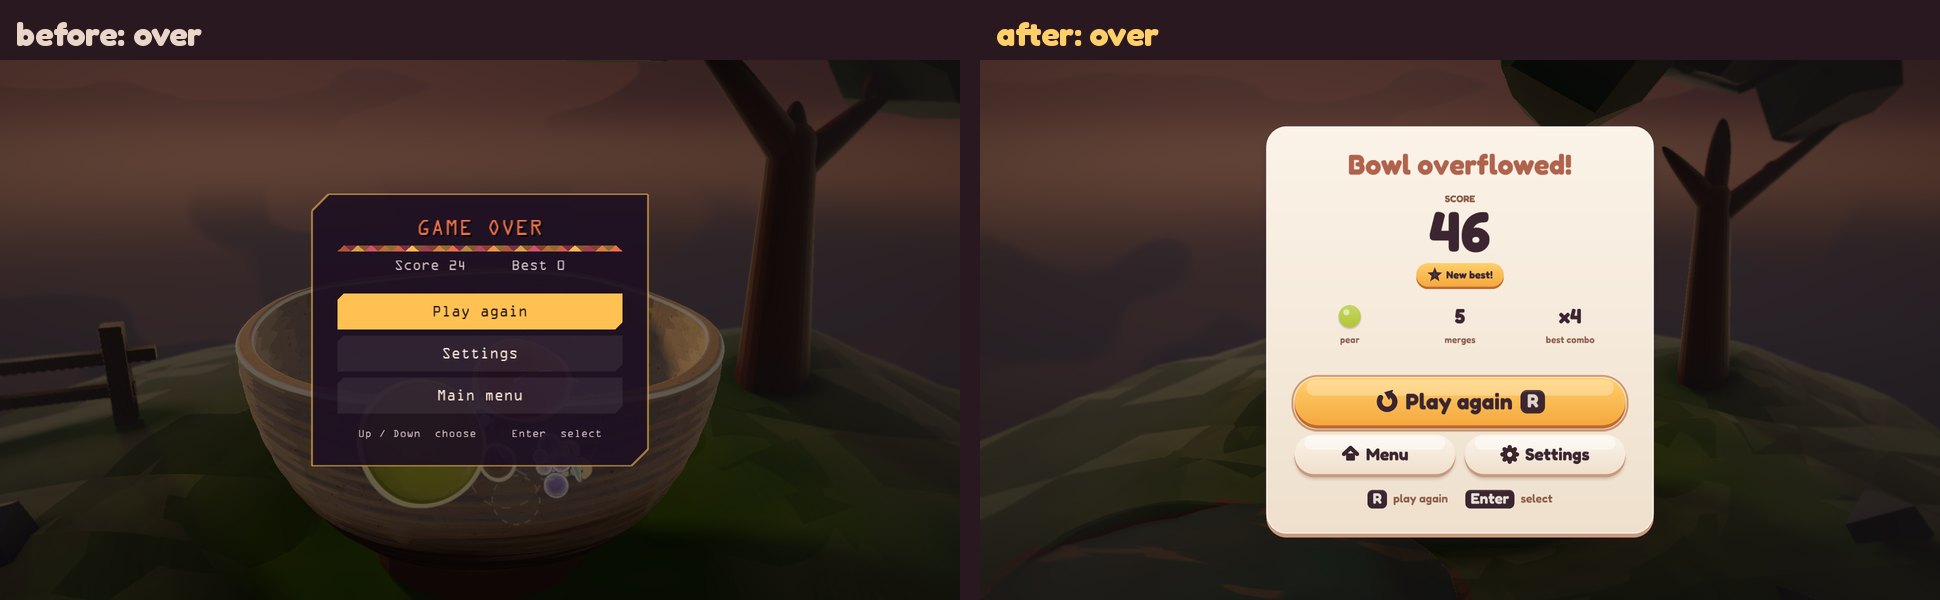 before: over
GAME OVER
Score 24 Best 0
Play again
Settings
Main menu
Up / Down choose Enter select
after: over
Bowl overflowed!
SCORE
46
New best!
5 x4
pear merges best combo
Play again R
Menu Settings
R play again Enter select